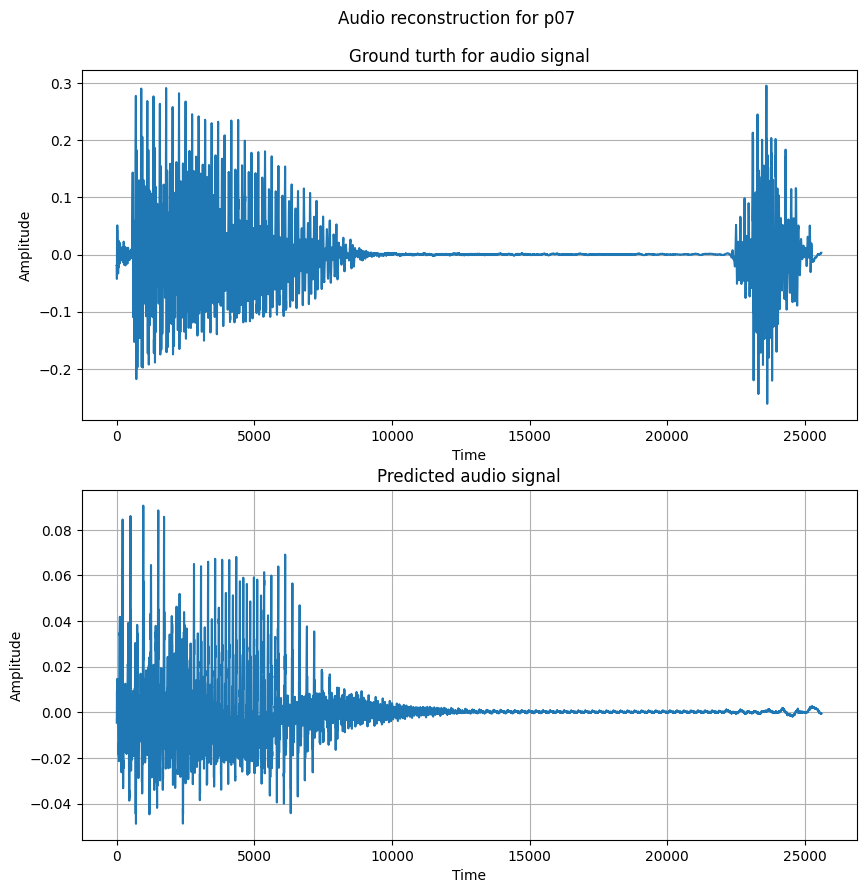 Audio reconstruction for p07
Ground turth for audio signal
0.3
0.2
0.1
0.0
−0.1
−0.2
Amplitude
0 5000 10000 15000 20000 25000
Time
Predicted audio signal
0.08
0.06
0.04
0.02
0.00
−0.02
−0.04
Amplitude
0 5000 10000 15000 20000 25000
Time